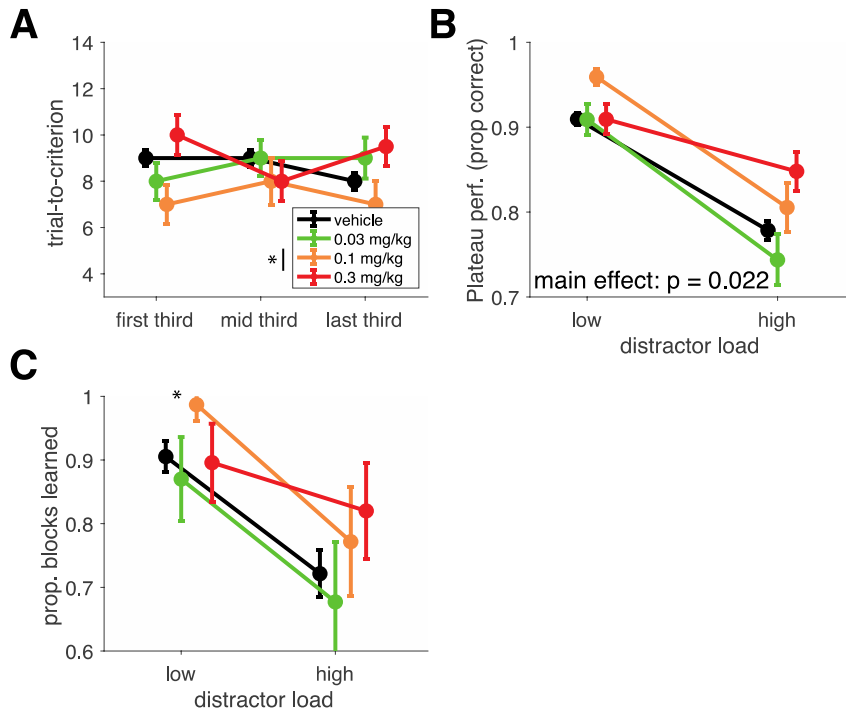 A
trial-to-criterion
14
12
10
8
6
4
first third
mid third
last third
*
vehicle
0.03 mg/kg
0.1 mg/kg
0.3 mg/kg
B
Plateau perf. (prop correct)
1
0.9
0.8
0.7
main effect: p = 0.022
low
high
distractor load
C
prop. blocks learned
1
0.9
0.8
0.7
0.6
*
low
high
distractor load